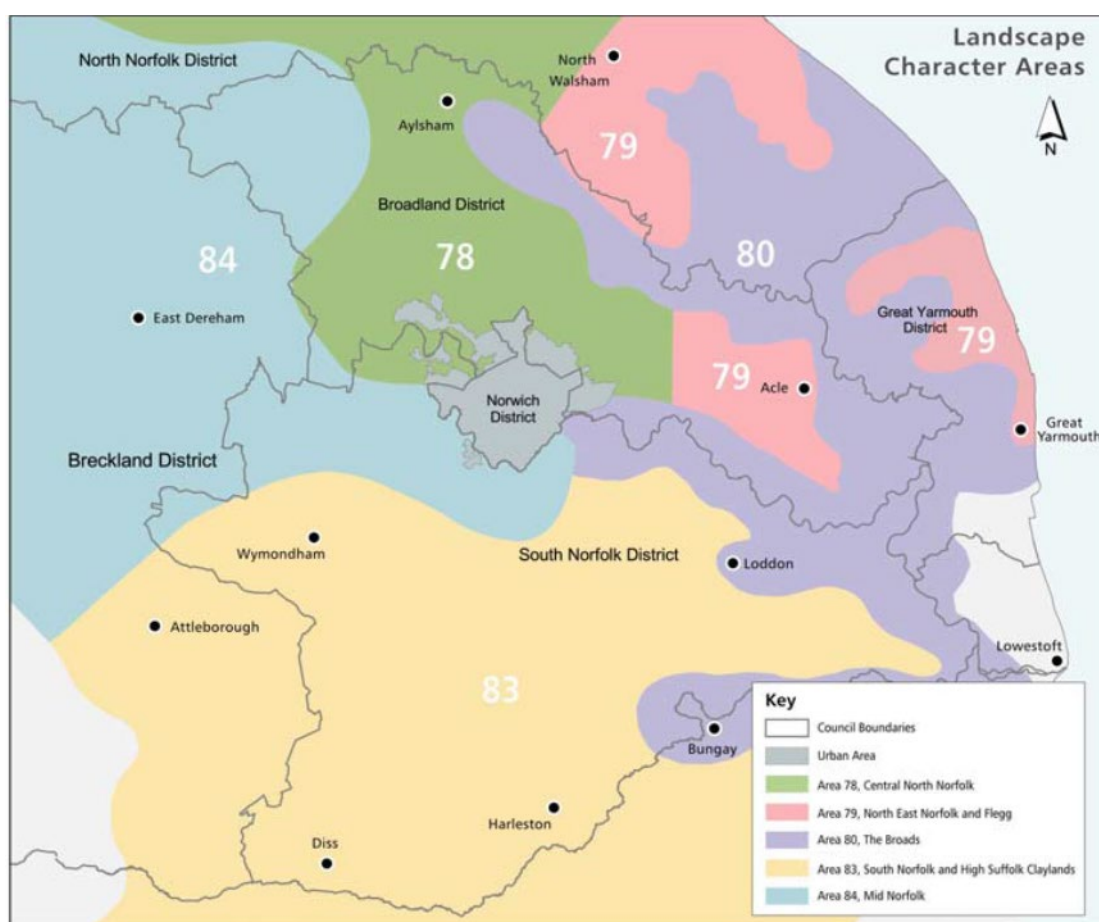 Landscape
Character Areas
N
North Norfolk District
North
Walsham
Aylsham
79
Broadland District
84
78
80
East Dereham
Great Yarmouth
District
79
79
Acle
Norwich
District
Great
Yarmouth
Breckland District
Wymondham
South Norfolk District
Loddon
Attleborough
Lowestoft
83
Bungay
Harleston
Diss
Key
Council Boundaries
Urban Area
Area 78, Central North Norfolk
Area 79, North East Norfolk and Flegg
Area 80, The Broads
Area 83, South Norfolk and High Suffolk Claylands
Area 84, Mid Norfolk